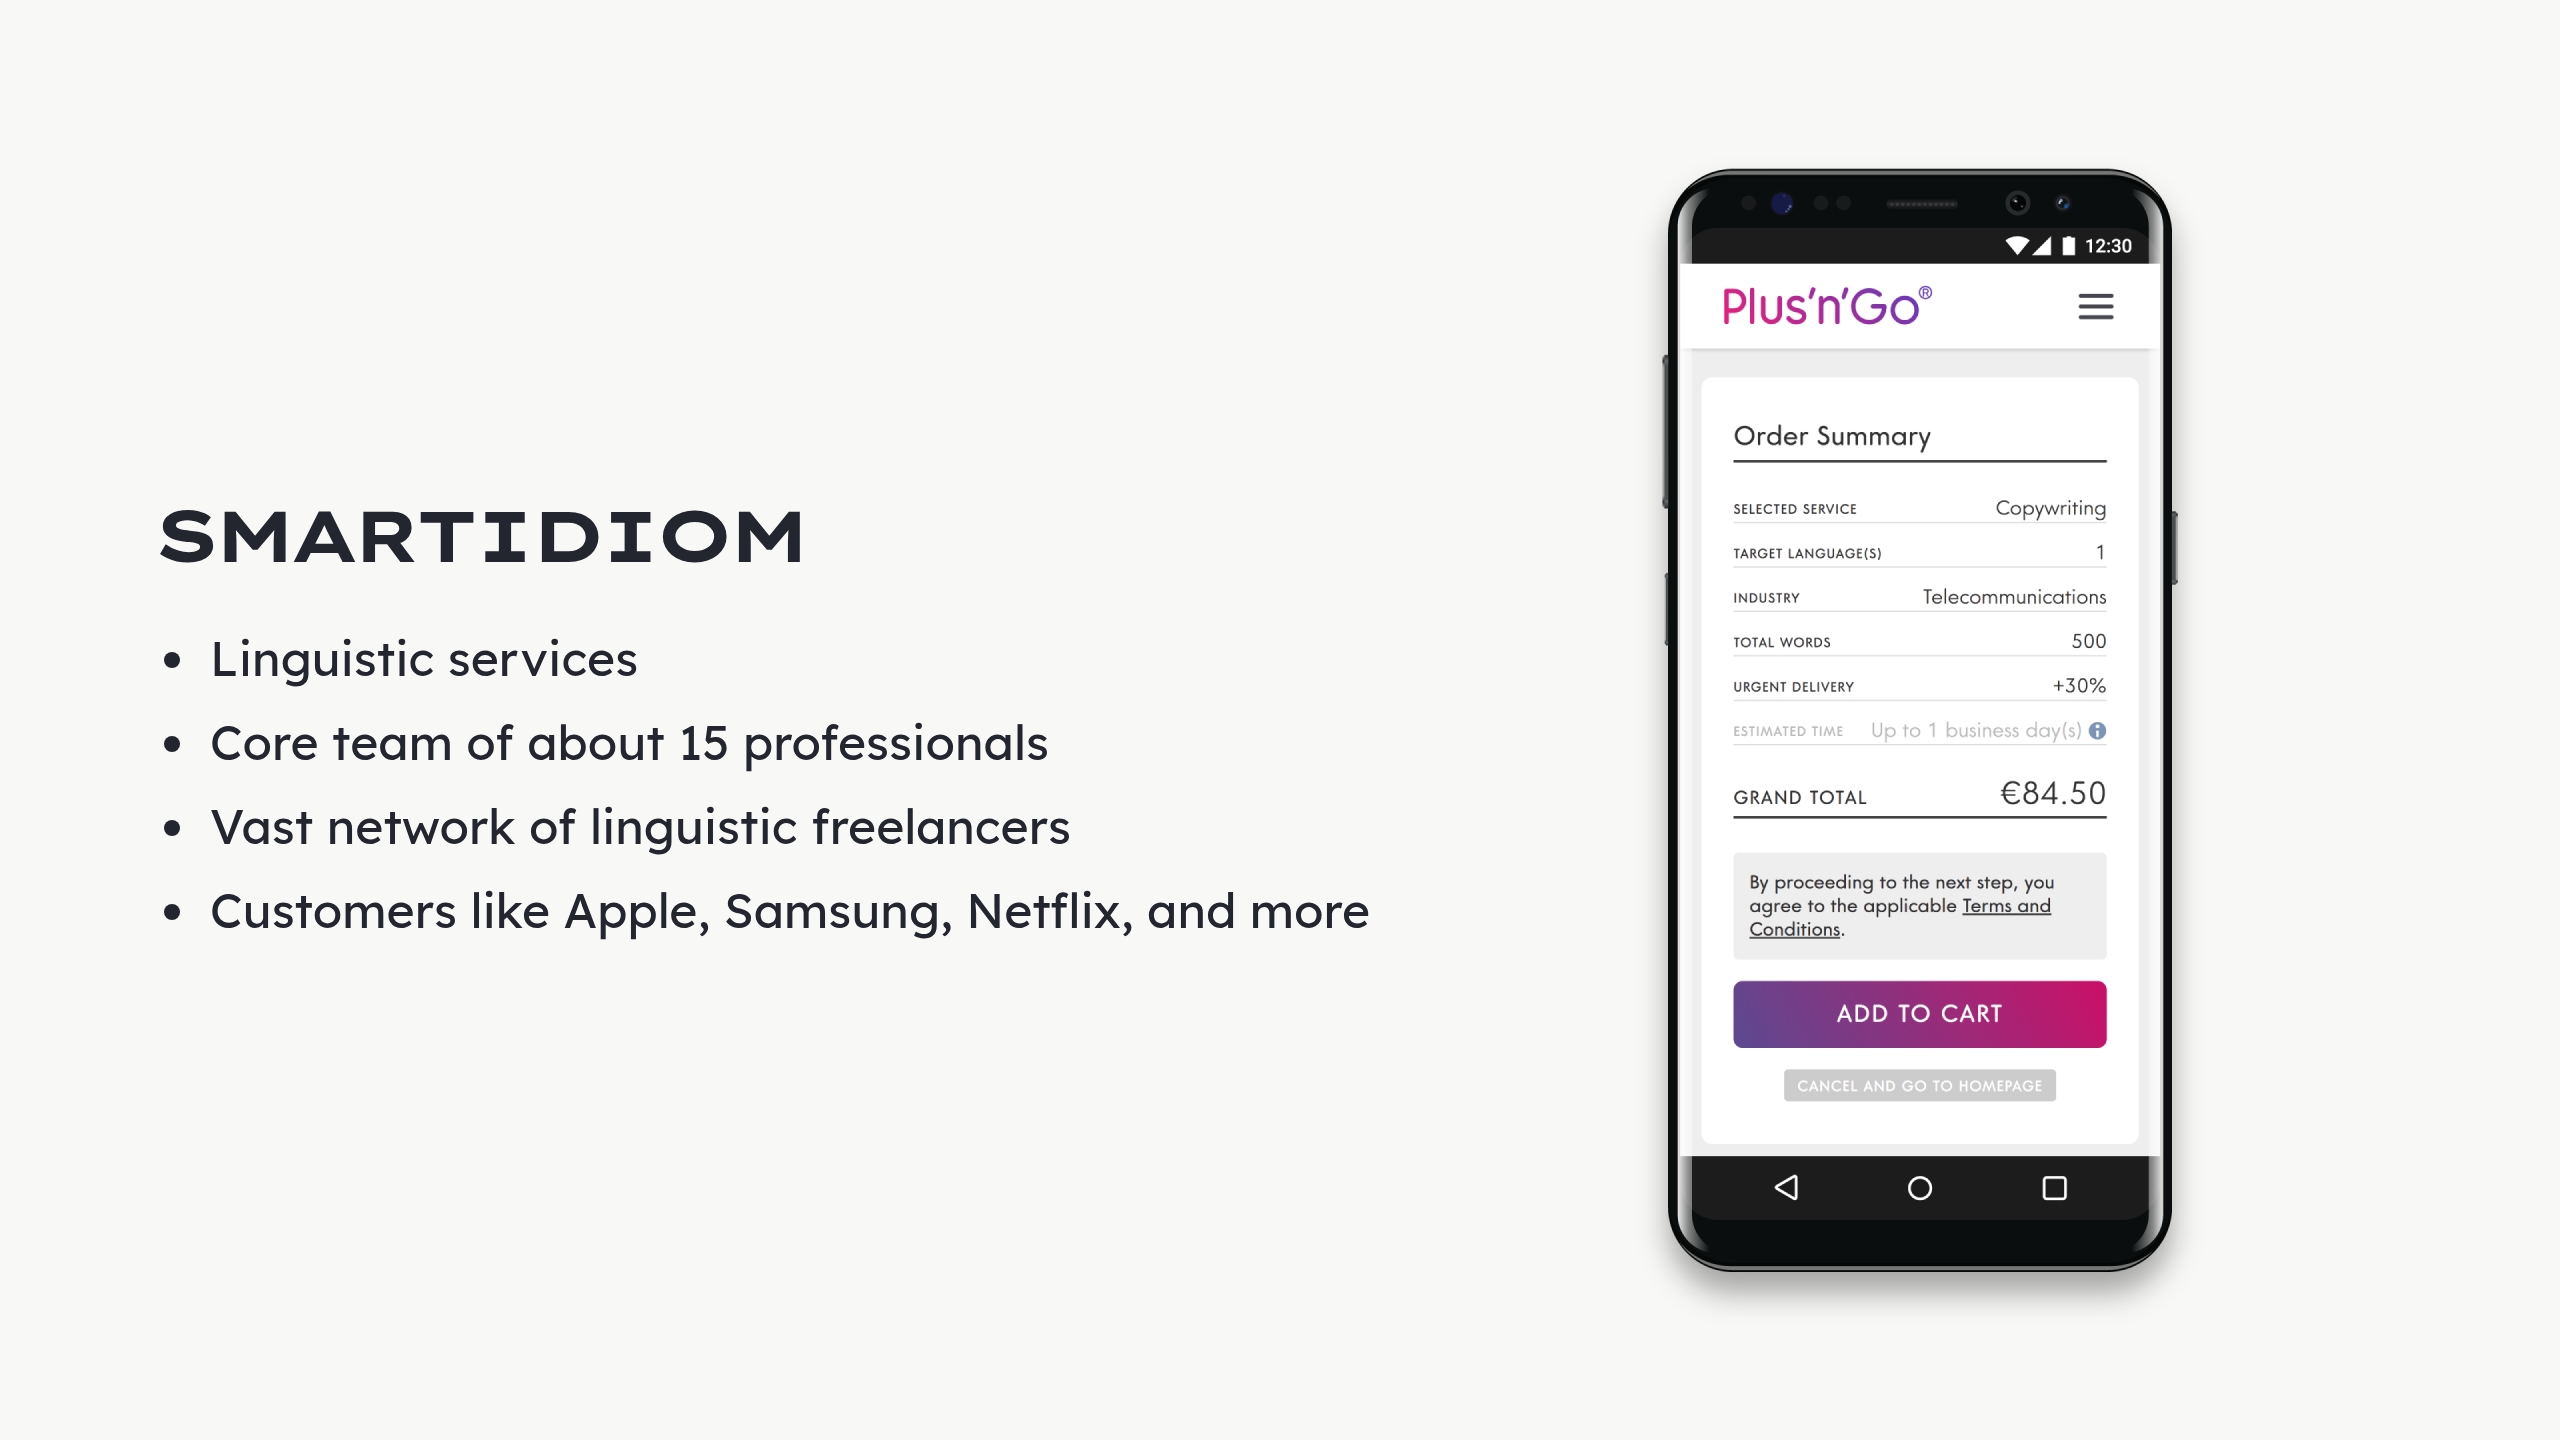 SMARTIDIOM
• Linguistic services
• Core team of about 15 professionals
• Vast network of linguistic freelancers
• Customers like Apple, Samsung, Netflix, and more
12:30
Plus'n'Go®
Order Summary
SELECTED SERVICE Copywriting
TARGET LANGUAGE(S) 1
INDUSTRY Telecommunications
TOTAL WORDS 500
URGENT DELIVERY +30%
ESTIMATED TIME Up to 1 business day(s)
GRAND TOTAL €84.50
By proceeding to the next step, you
agree to the applicable Terms and
Conditions.
ADD TO CART
CANCEL AND GO TO HOMEPAGE